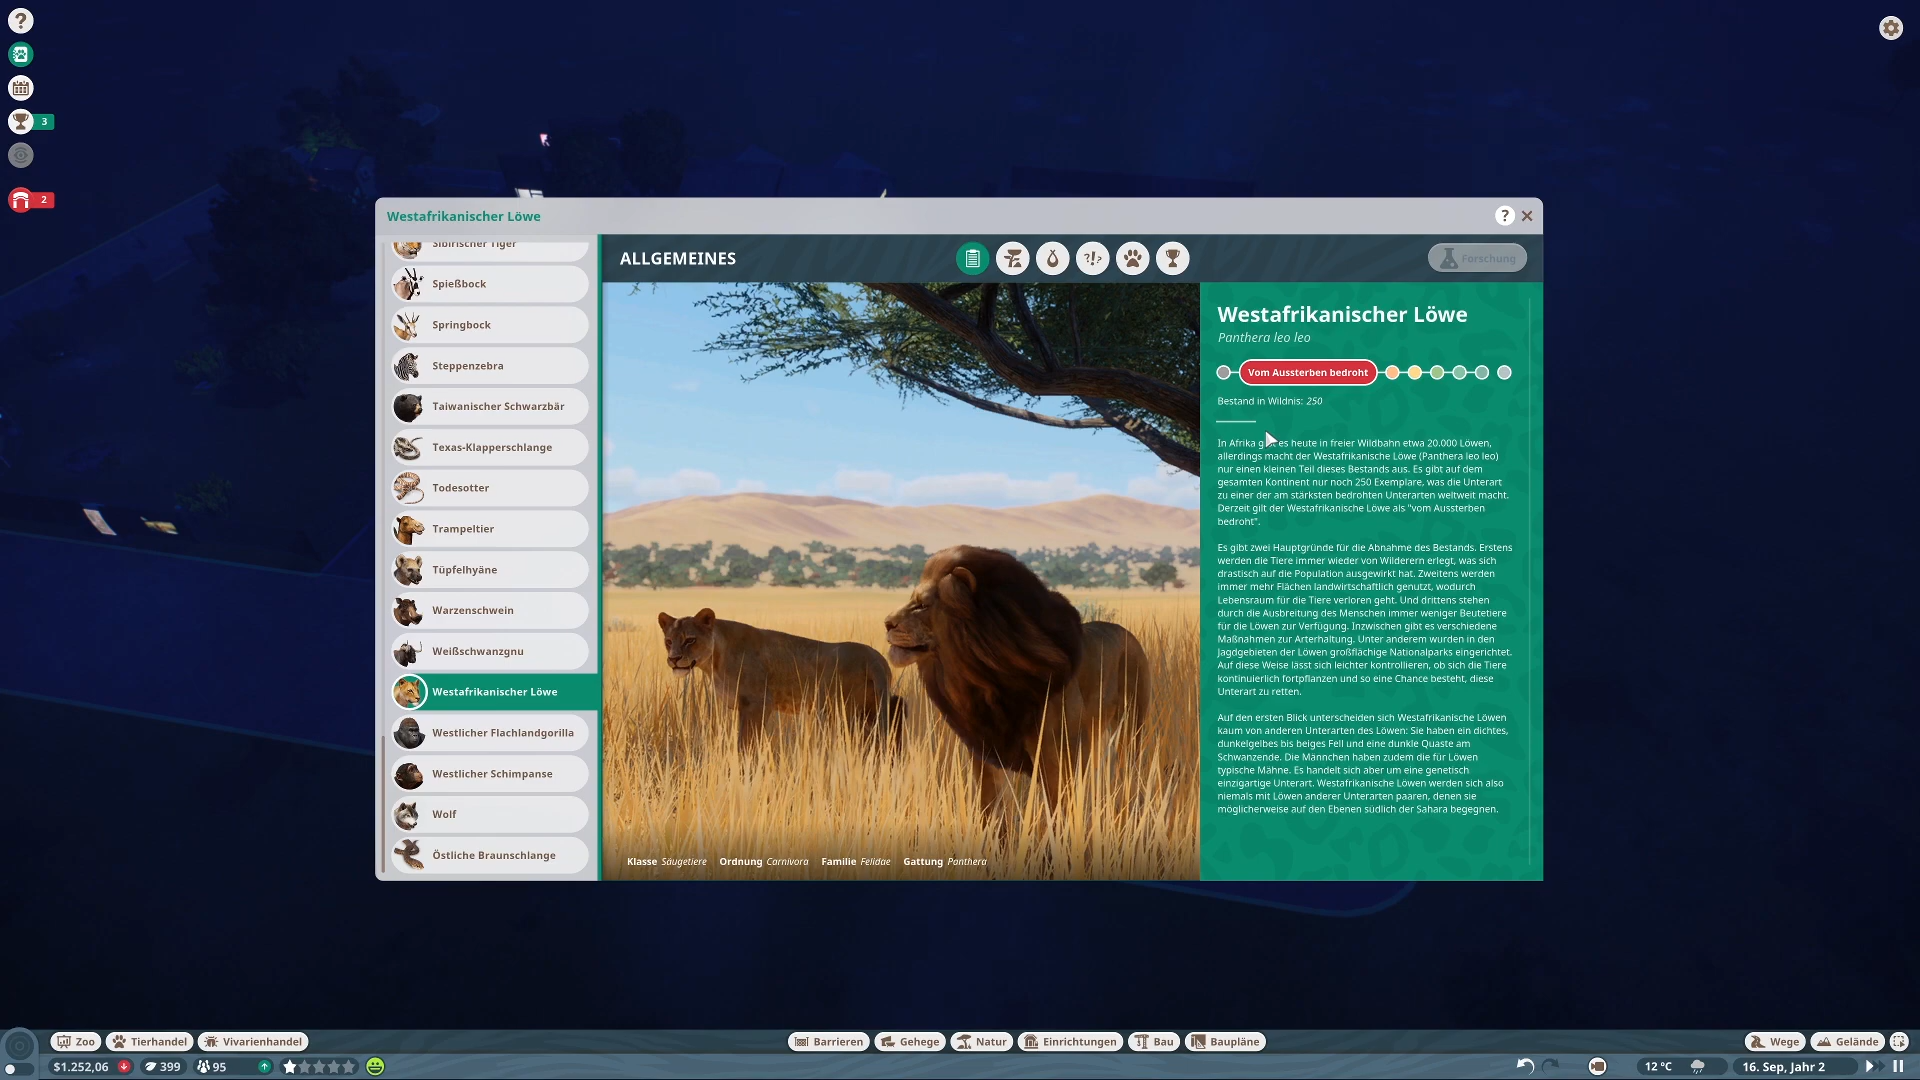 ?
3
2
Westafrikanischer Löwe
?
Sibirischer Tiger
Spießbock
Springbock
Steppenzebra
Taiwanischer Schwarzbär
Texas-Klapperschlange
Todesotter
Trampeltier
Tüpfelhyäne
Warzenschwein
Weißschwanzgnu
Westafrikanischer Löwe
Westlicher Flachlandgorilla
Westlicher Schimpanse
Wolf
Östliche Braunschlange
ALLGEMEINES
?!?
Forschung
Klasse Säugetiere Ordnung Carnivora Familie Felidae Gattung Panthera
Westafrikanischer Löwe
Panthera leo leo
Vom Aussterben bedroht
Bestand in Wildnis: 250
In Afrika es heute in freier Wildbahn etwa 20.000 Löwen,
allerdings macht der Westafrikanische Löwe (Panthera leo leo)
nur einen kleinen Teil dieses Bestands aus. Es gibt auf dem
gesamten Kontinent nur noch 250 Exemplare, was die Unterart
zu einer der am stärksten bedrohten Unterarten weltweit macht.
Derzeit gilt der Westafrikanische Löwe als "vom Aussterben
bedroht".
Es gibt zwei Hauptgründe für die Abnahme des Bestands. Erstens
werden die Tiere immer wieder von Wilderern erlegt, was sich
drastisch auf die Population ausgewirkt hat. Zweitens werden
immer mehr Flächen landwirtschaftlich genutzt, wodurch
Lebensraum für die Tiere verloren geht. Und drittens stehen
durch die Ausbreitung des Menschen immer weniger Beutetiere
für die Löwen zur Verfügung. Inzwischen gibt es verschiedene
Maßnahmen zur Arterhaltung. Unter anderem wurden in den
Jagdgebieten der Löwen großflächige Nationalparks eingerichtet.
Auf diese Weise lässt sich leichter kontrollieren, ob sich die Tiere
kontinuierlich fortpflanzen und so eine Chance besteht, diese
Unterart zu retten.
Auf den ersten Blick unterscheiden sich Westafrikanische Löwen
kaum von anderen Unterarten des Löwen: Sie haben ein dichtes,
dunkelgelbes bis beiges Fell und eine dunkle Quaste am
Schwanzende. Die Männchen haben zudem die für Löwen
typische Mähne. Es handelt sich aber um eine genetisch
einzigartige Unterart. Westafrikanische Löwen werden sich also
niemals mit Löwen anderer Unterarten paaren, denen sie
möglicherweise auf den Ebenen südlich der Sahara begegnen.
Zoo Tierhandel Vivarienhandel Barrieren Gehege Natur Einrichtungen Bau Baupläne Wege Gelände
$1.252,06 399 95 12 °C 16. Sep, Jahr 2